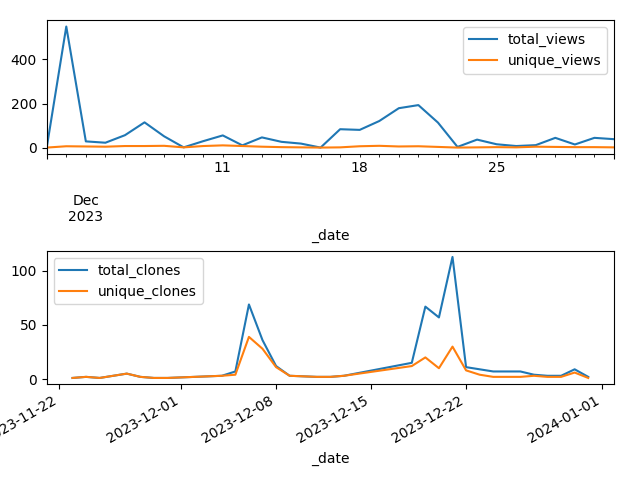 total_views
unique_views
400
200
0
11
18
25
Dec
2023
_date
total_clones
unique_clones
100
50
0
023-11-22
2023-12-01
2023-12-08
2023-12-15
2023-12-22
2024-01-01
_date